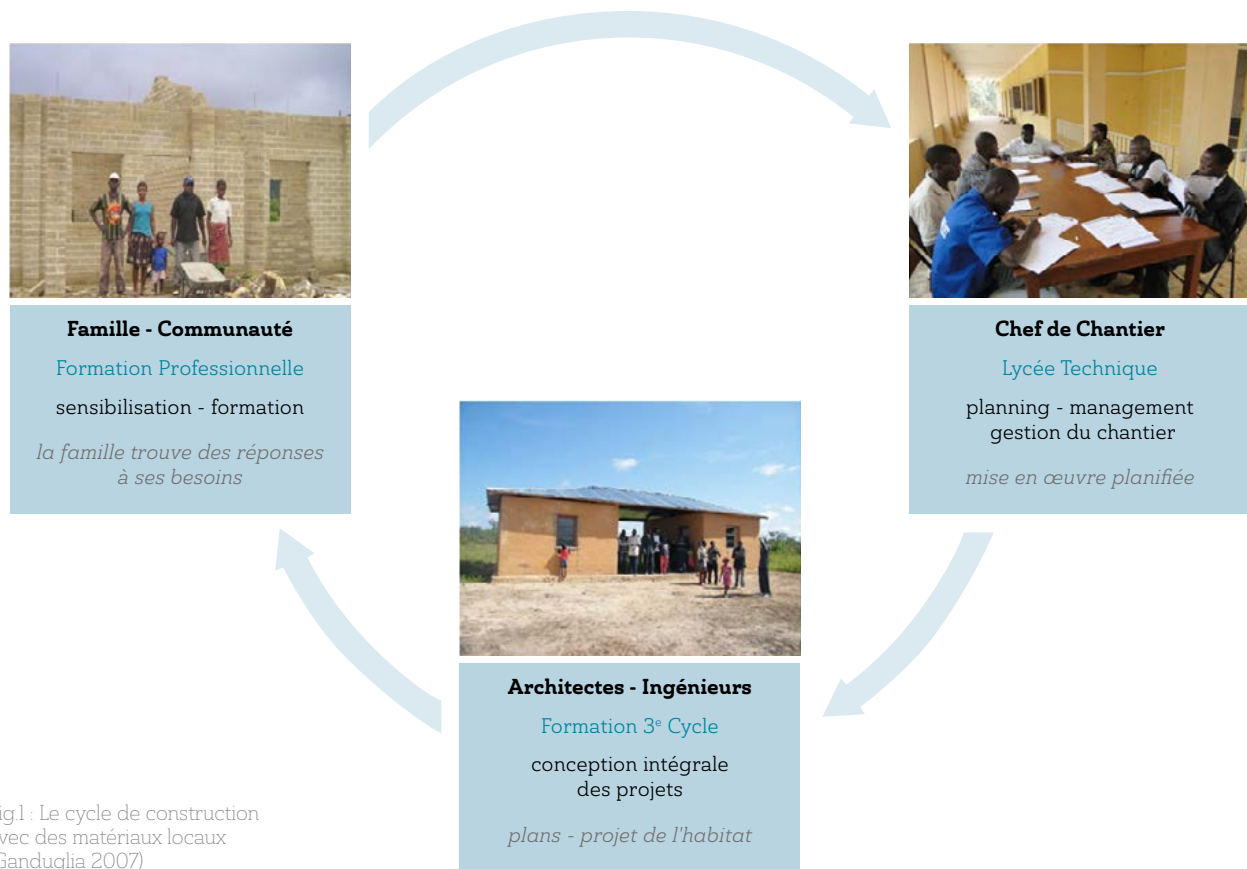 Famille - Communauté
Formation Professionnelle
sensibilisation - formation
la famille trouve des réponses
à ses besoins
Chef de Chantier
Lycée Technique
planning - management
gestion du chantier
mise en œuvre planifiée
Architectes - Ingénieurs
Formation 3ᵉ Cycle
conception intégrale
des projets
plans - projet de l'habitat
ig.1 : Le cycle de construction
vec des matériaux locaux
Ganduglia 2007)